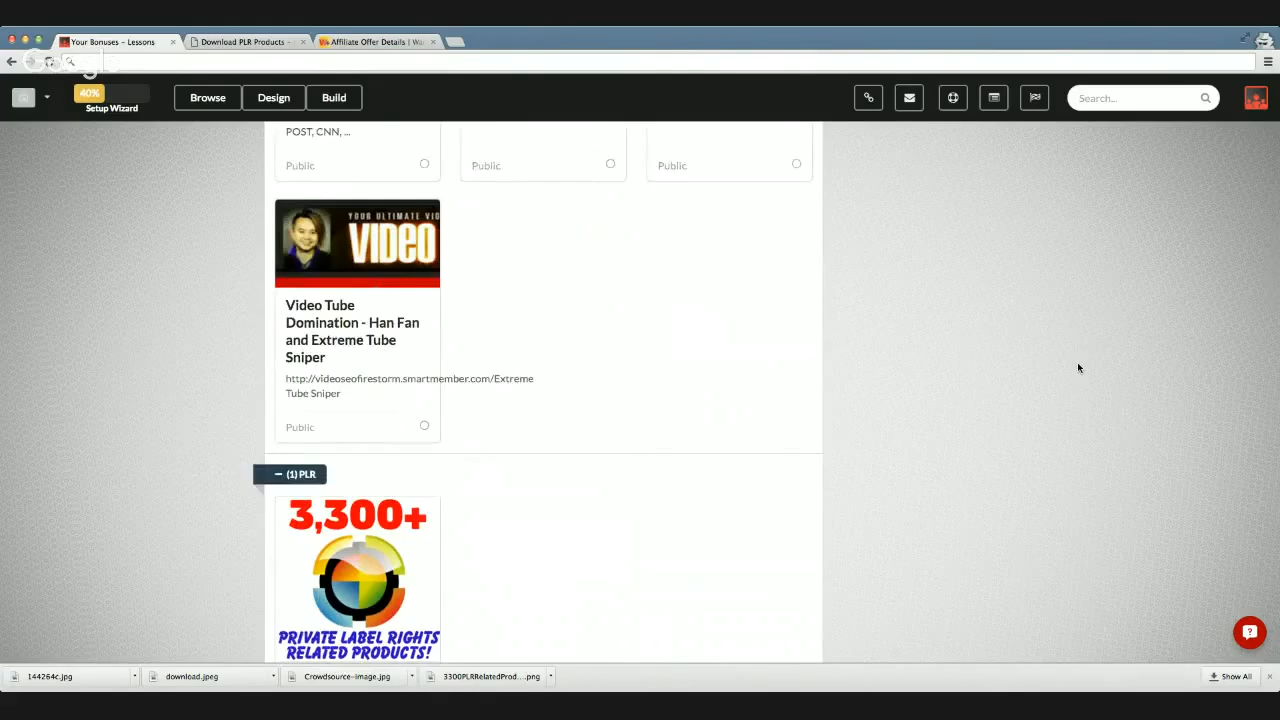 Your Bonuses – Lessons
Download PLR Products –
Affiliate Offer Details | Wa
Google
40%
Setup Wizard
Browse
Design
Build
Search...
POST, CNN, ...
Public
Public
Public
YOUR ULTIMATE VID
VIDEO
Video Tube
Domination - Han Fan
and Extreme Tube
Sniper
http://videoseofirestorm.smartmember.com/Extreme
Tube Sniper
Public
– (1) PLR
3,300+
PRIVATE LABEL RIGHTS
RELATED PRODUCTS!
144264c.jpg
download.jpeg
Crowdsource-image.jpg
3300PLRRelatedProd....png
Show All